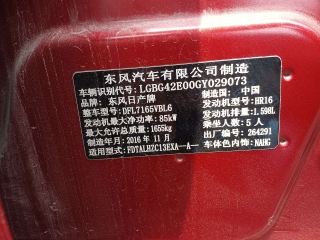 东风汽车有限公司制造
车辆识别代号: LGBG42E00GY029073
品牌: 东风日产牌 制造国: 中国
整车型号: DFL7165VBL6 发动机型号: HR16
发动机最大净功率: 85kW 发动机排量: 1.598L
最大允许总质量: 1655kg 乘坐人数: 5 人
制造年月: 2016 年 11 月 出厂编号: 264291
适用型号: FDTALBZC13EXA—A— 车体色内饰: NAHG